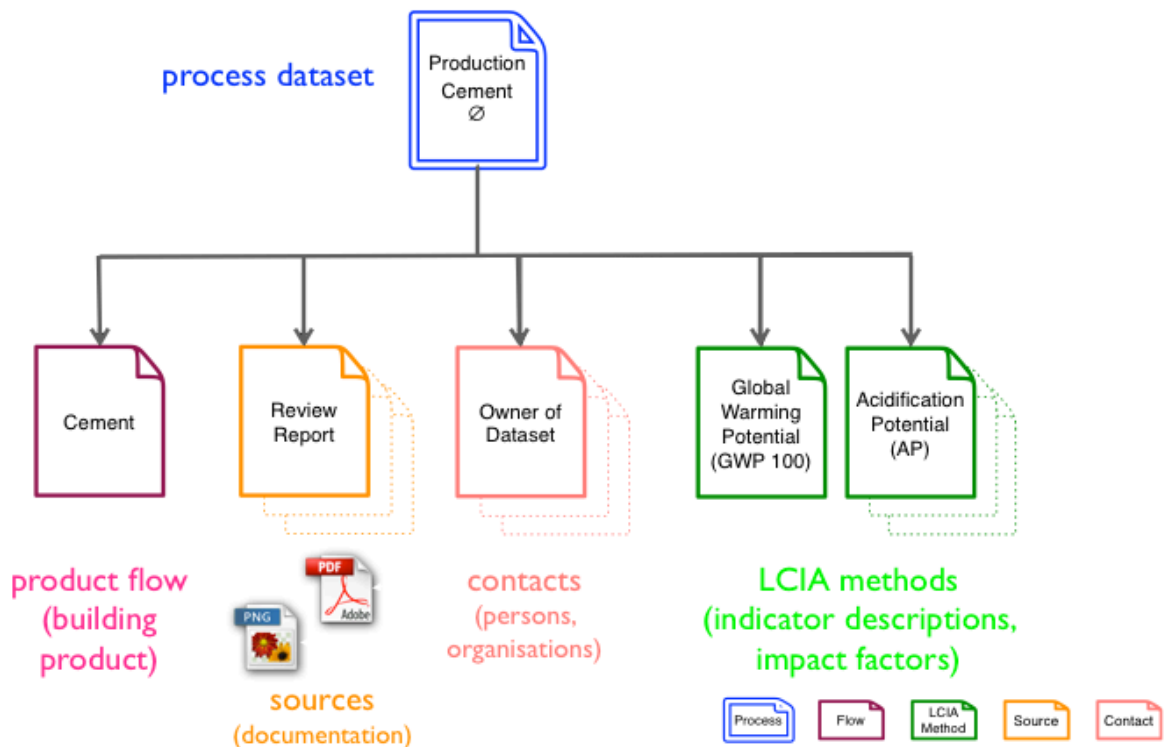 process dataset
Production
Cement
∅
Cement
Review
Report
Owner of
Dataset
Global
Warming
Potential
(GWP 100)
Acidification
Potential
(AP)
product flow
(building
product)
PDF
Adobe
PNG
sources
(documentation)
contacts
(persons,
organisations)
LCIA methods
(indicator descriptions,
impact factors)
Process
Flow
LCIA
Method
Source
Contact